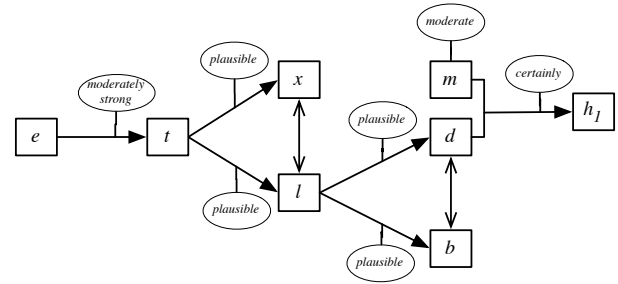 moderate
plausible
certainly
moderately
strong
x
m
plausible
h1
e
t
d
l
plausible
b
plausible